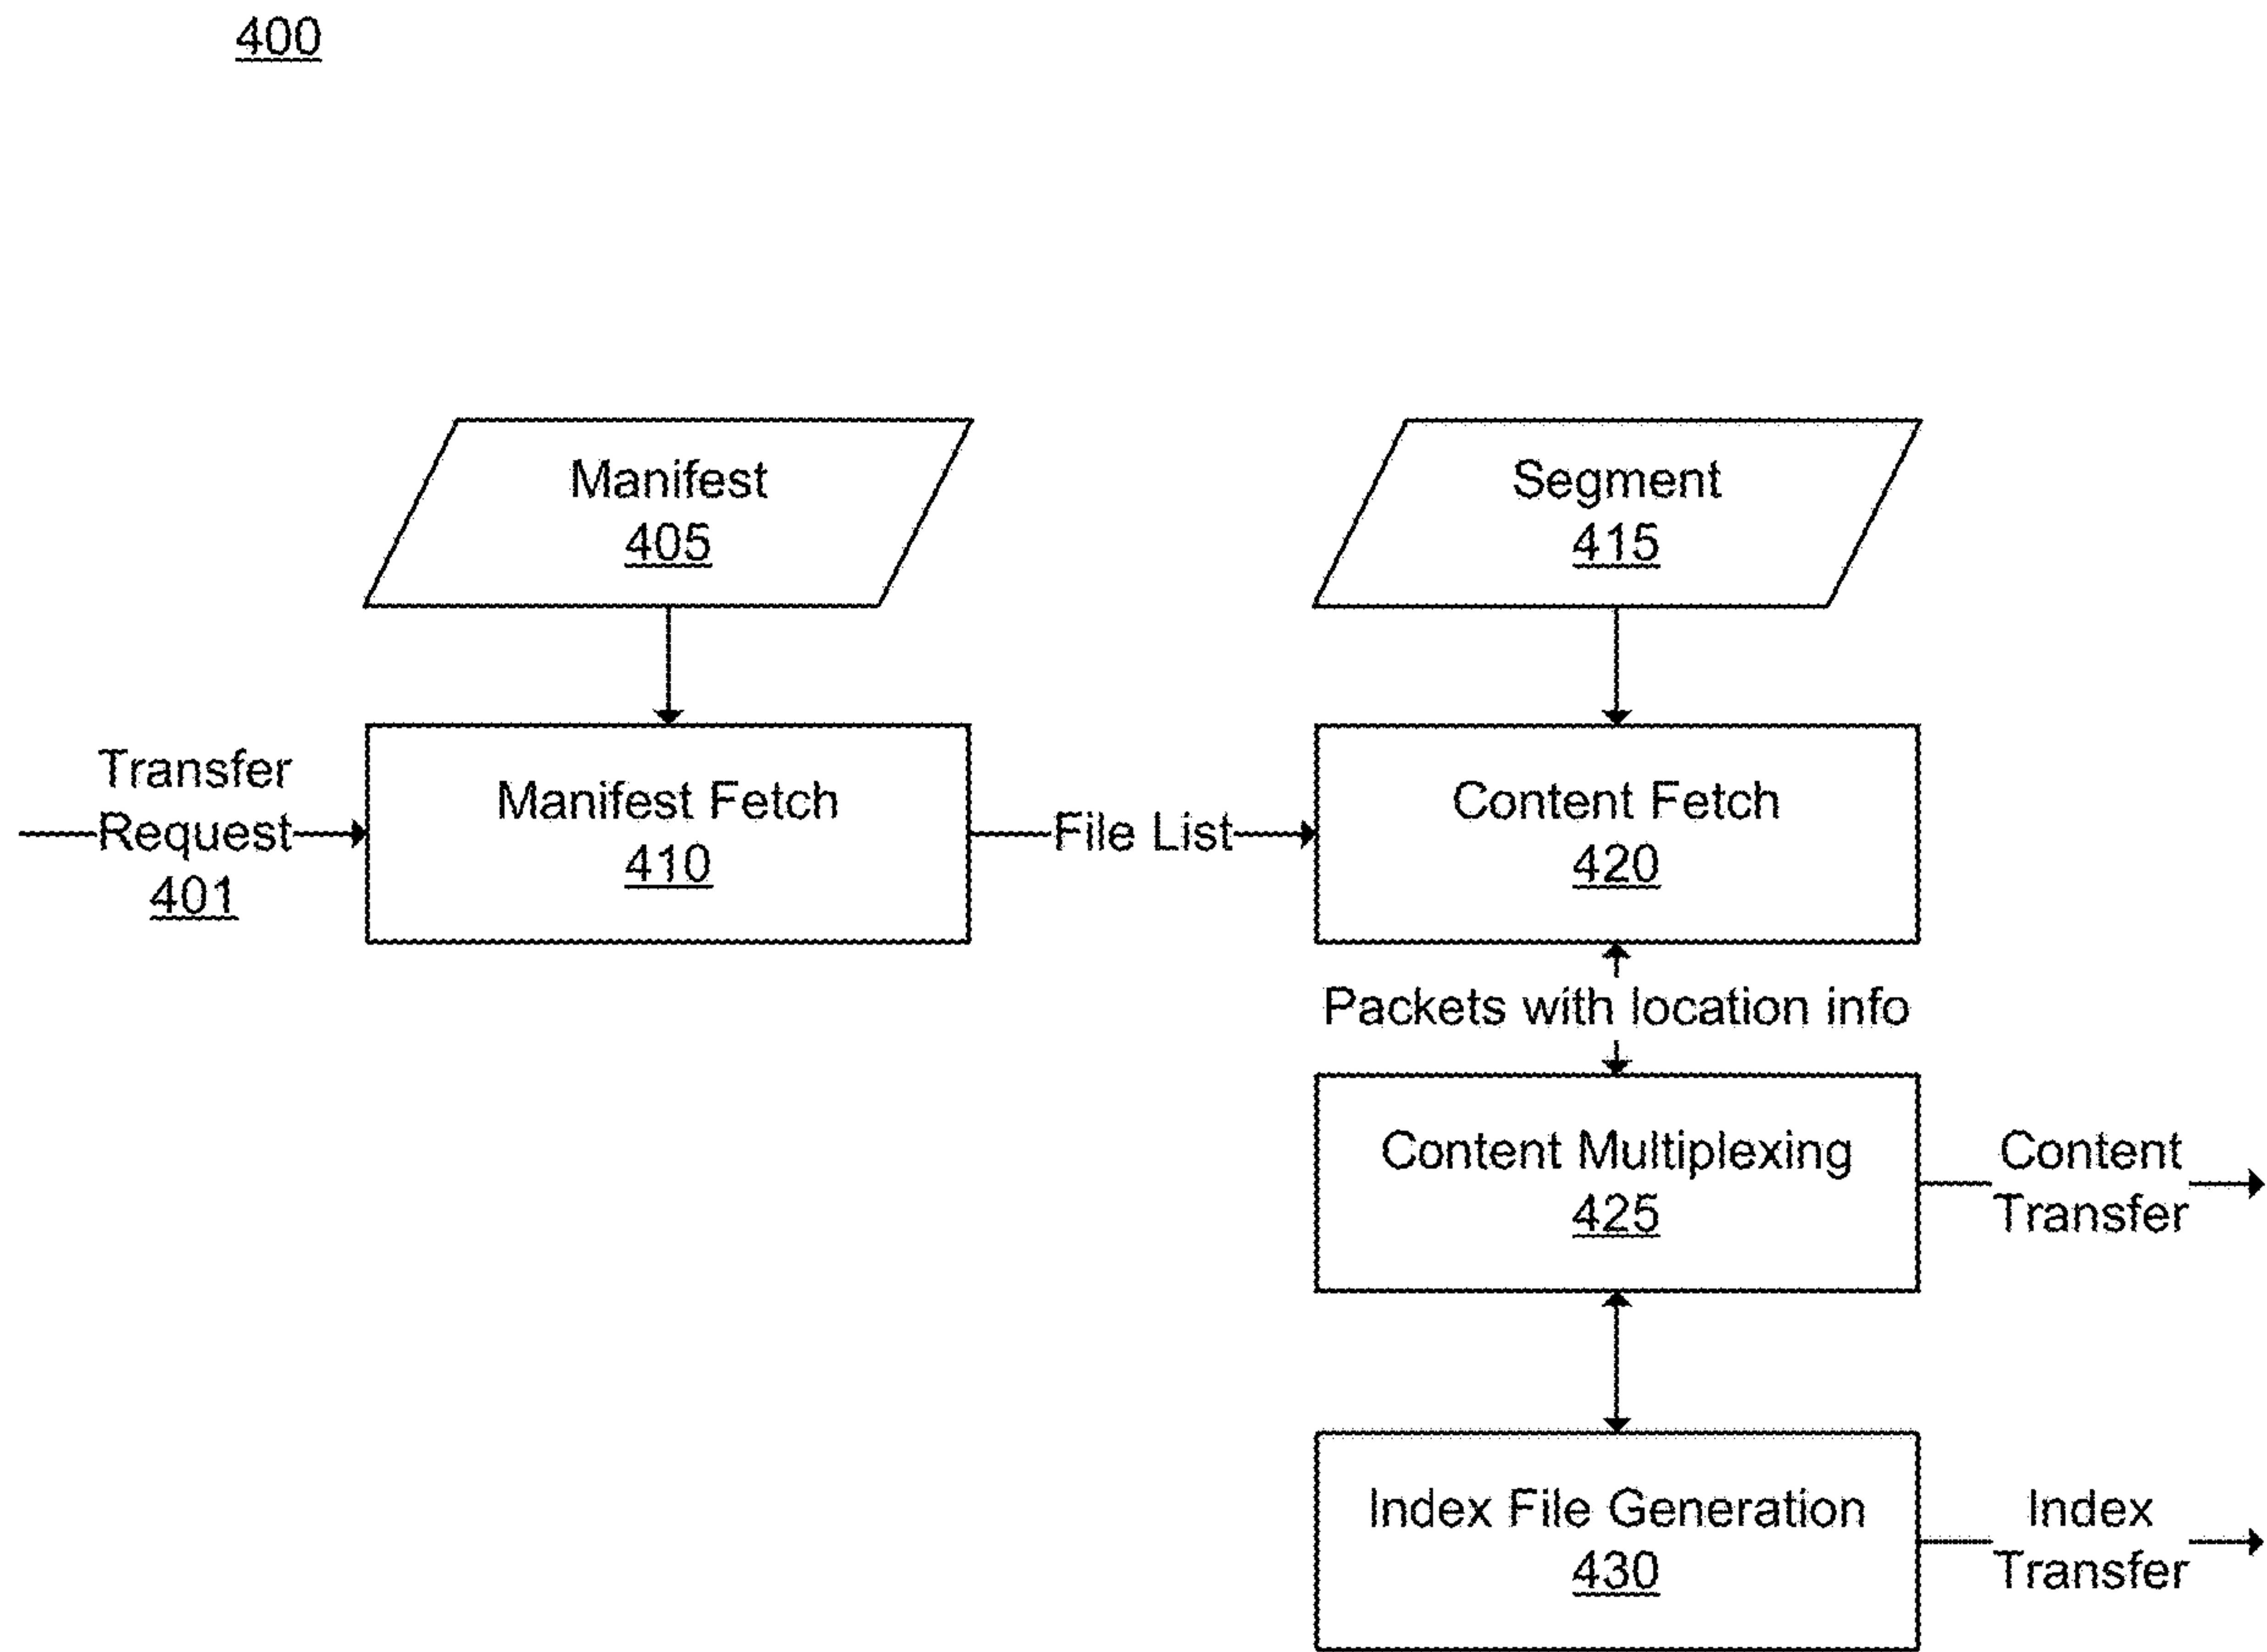 400
Manifest
405
Segment
415
Transfer
Request
401
Manifest Fetch
410
File List
Content Fetch
420
Packets with location info
Content Multiplexing
425
Content
Transfer
Index File Generation
430
Index
Transfer